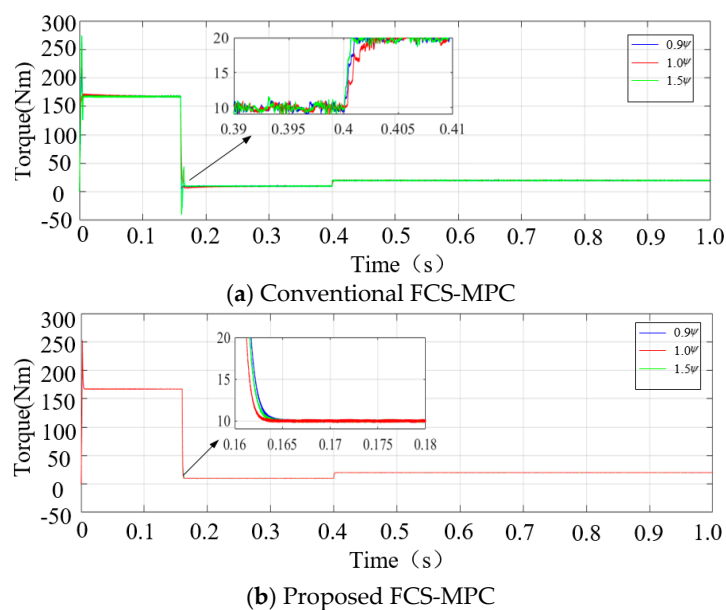 300
250
200
150
100
50
0
-50
Torque(Nm)
20
15
10
0.39 0.395 0.4 0.405 0.41
0.9ψ
1.0ψ
1.5ψ
0 0.1 0.2 0.3 0.4 0.5 0.6 0.7 0.8 0.9 1.0
Time（s）
(a) Conventional FCS-MPC
300
250
200
150
100
50
0
-50
Torque(Nm)
20
15
10
0.16 0.165 0.17 0.175 0.18
0.9ψ
1.0ψ
1.5ψ
0 0.1 0.2 0.3 0.4 0.5 0.6 0.7 0.8 0.9 1.0
Time（s）
(b) Proposed FCS-MPC